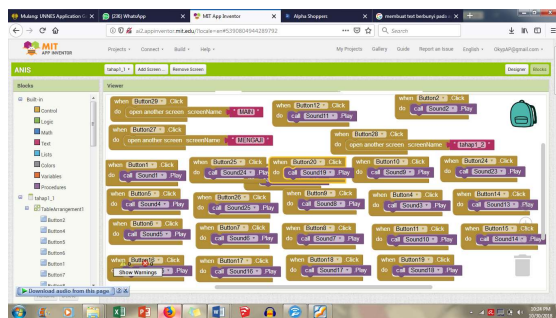 Mulang: UNNES Application
(236) WhatsApp
MIT App Inventor
Alpha Shoppers
membuat text berbunyi pada
ai2.appinventor.mit.edu/?locale=en#5390804944289792
Search
MIT
APP INVENTOR
Projects
Connect
Build
Help
My Projects
Gallery
Guide
Report an Issue
English
ANIS
tahap1_1
Add Screen...
Remove Screen
Designer
Blocks
Blocks
Viewer
Built-in
Control
Logic
Math
Text
Lists
Colors
Variables
Procedures
tahap1_1
TableArrangement1
Button2
Button4
Button5
Button6
Button1
Button7
when Button29 Click
do open another screen screenName " MAIN "
when Button12 Click
do call Sound11 Play
when Button2 Click
do call Sound2 Play
when Button27 Click
do open another screen screenName " MENGAJI "
when Button28 Click
do open another screen screenName " tahap1_2 "
when Button1 Click
do call Sound1 Play
when Button25 Click
do call Sound24 Play
when Button20 Click
do call Sound19 Play
when Button10 Click
do call Sound9 Play
when Button24 Click
do call Sound23 Play
when Button5 Click
do call Sound4 Play
when Button26 Click
do call Sound25 Play
when Button9 Click
do call Sound8 Play
when Button4 Click
do call Sound3 Play
when Button14 Click
do call Sound13 Play
when Button6 Click
do call Sound5 Play
when Button7 Click
do call Sound6 Play
when Button8 Click
do call Sound7 Play
when Button11 Click
do call Sound10 Play
when Button15 Click
do call Sound14 Play
when Button16 Click
Play
when Button17 Click
do call Sound16 Play
when Button18 Click
do call Sound17 Play
when Button19 Click
do call Sound18 Play
Show Warnings
Download audio from this page
10:24 PM
10/30/2018